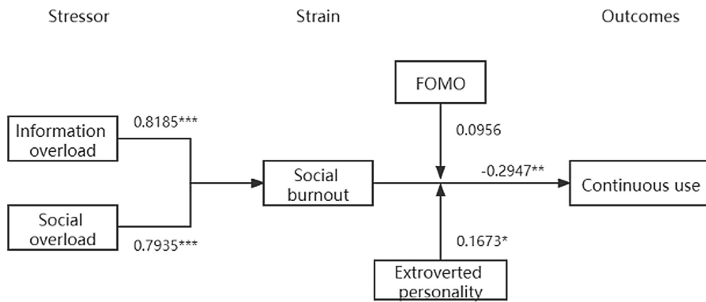 Stressor
Strain
Outcomes
FOMO
0.8185***
0.0956
Information
overload
Social
burnout
-0.2947**
Continuous use
Social
overload
0.7935***
0.1673*
Extroverted
personality